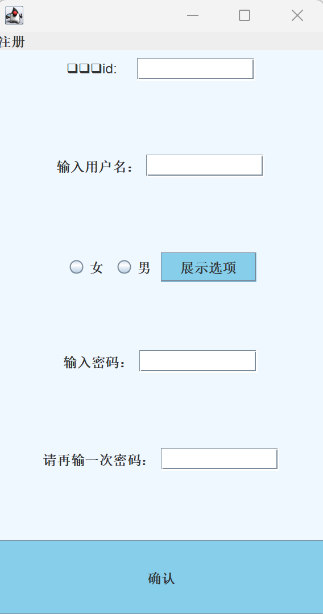 注册
❑❑❑id:
输入用户名：
女 男 展示选项
输入密码：
请再输一次密码：
确认